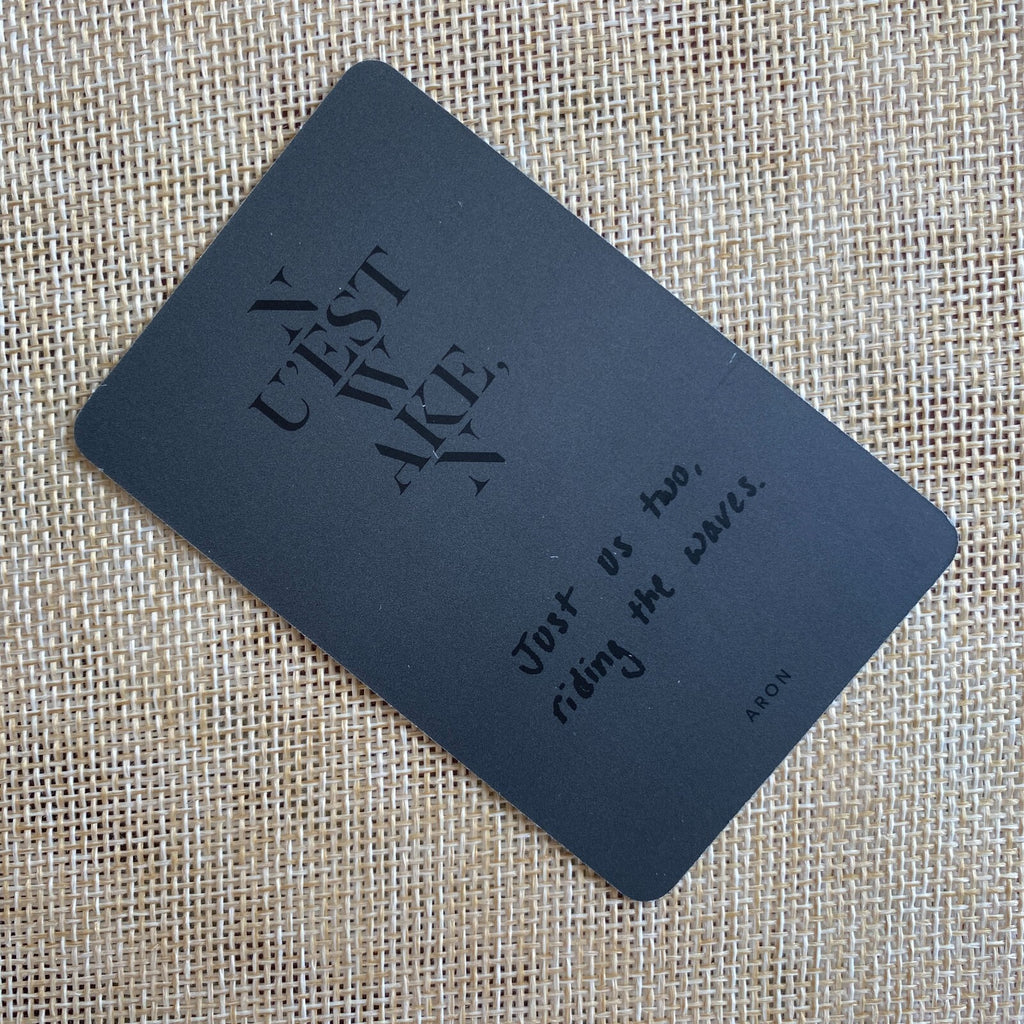 N
U'EST
W
AKE,
N
Just us two,
riding the waves.
ARON